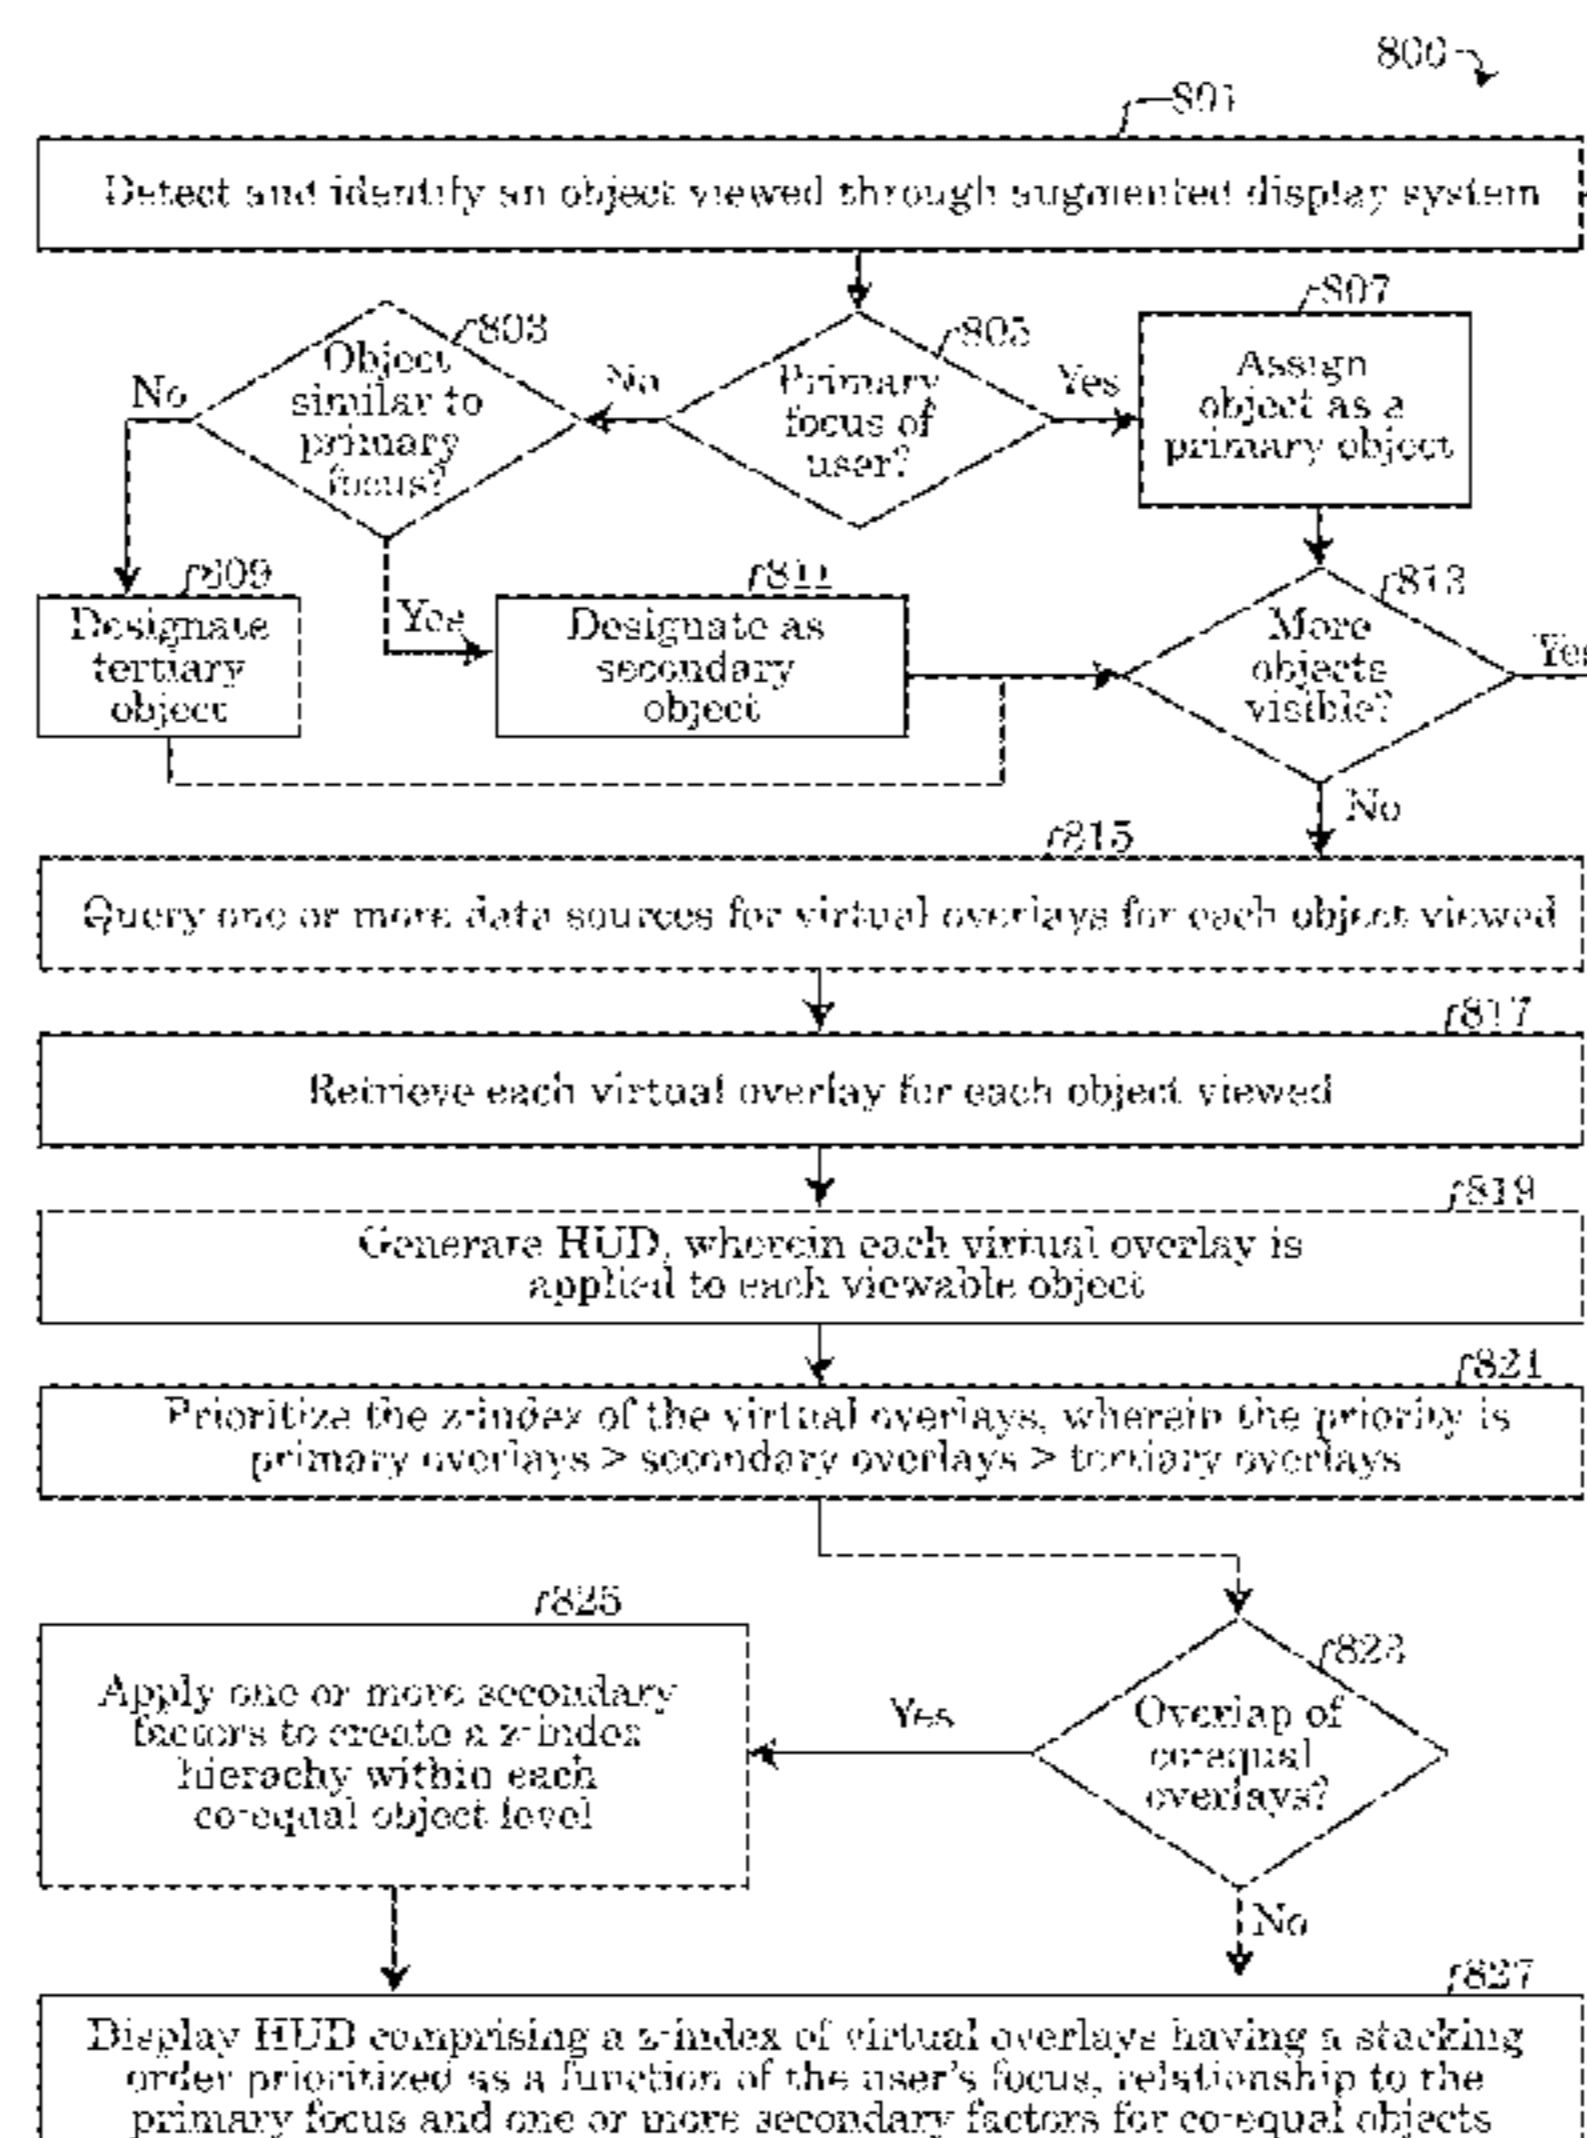 800
801
Detect and identify an object viewed through augmented display system
803
Object
similar to
primary
focus?
No
805
Primary
focus of
user?
No
Yes
807
Assign
object as a
primary object
809
Designate
tertiary
object
Yes
811
Designate as
secondary
object
813
More
objects
visible?
Yes
No
815
Query one or more data sources for virtual overlays for each object viewed
817
Retrieve each virtual overlay for each object viewed
819
Generate HUD, wherein each virtual overlay is
applied to each viewable object
821
Prioritize the z-index of the virtual overlays, wherein the priority is
primary overlays > secondary overlays > tertiary overlays
825
Apply one or more secondary
factors to create a z-index
hierachy within each
co-equal object level
Yes
823
Overlap of
co-equal
overlays?
No
827
Display HUD comprising a z-index of virtual overlays having a stacking
order prioritized as a function of the user's focus, relationship to the
primary focus and one or more secondary factors for co-equal objects